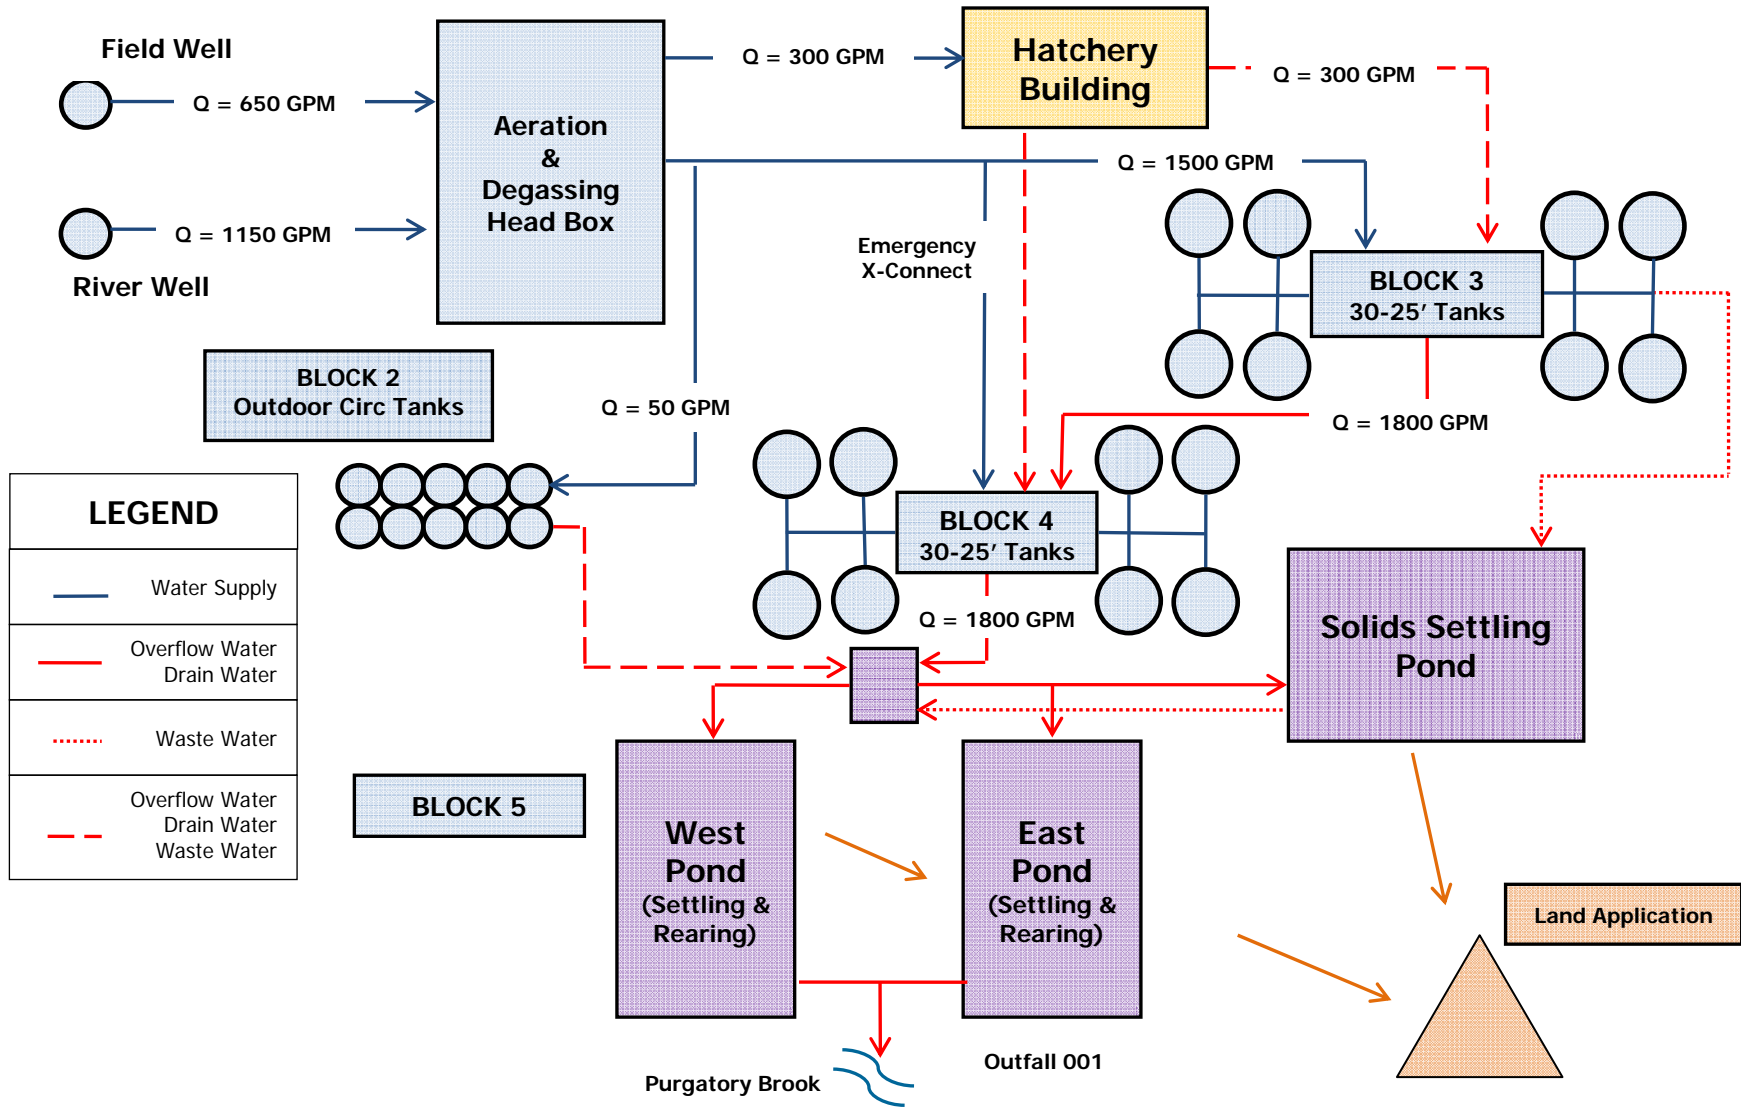 Field Well
Q = 650 GPM
Q = 1150 GPM
River Well
Aeration
&
Degassing
Head Box
Q = 300 GPM
Hatchery
Building
Q = 300 GPM
Q = 1500 GPM
Emergency
X-Connect
BLOCK 3
30-25’ Tanks
BLOCK 2
Outdoor Circ Tanks
Q = 50 GPM
Q = 1800 GPM
BLOCK 4
30-25’ Tanks
Q = 1800 GPM
LEGEND
Water Supply
Overflow Water
Drain Water
Waste Water
Overflow Water
Drain Water
Waste Water
Solids Settling
Pond
BLOCK 5
West
Pond
(Settling &
Rearing)
East
Pond
(Settling &
Rearing)
Land Application
Purgatory Brook
Outfall 001